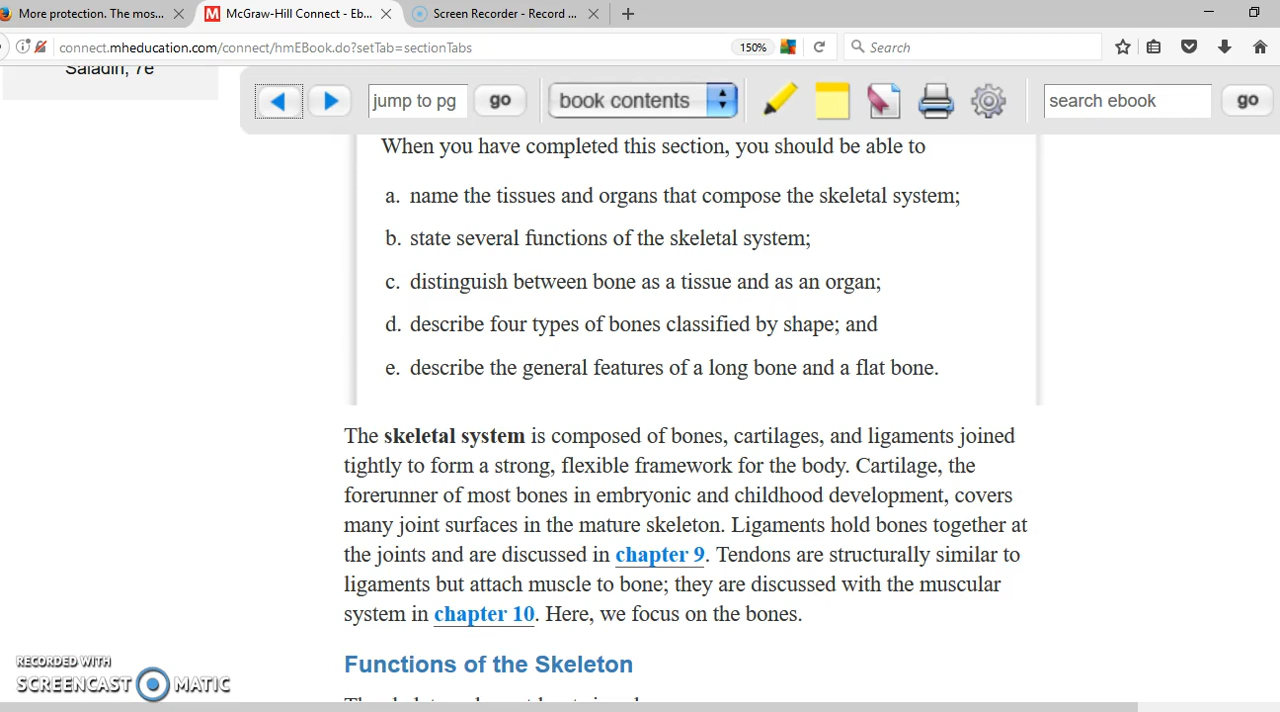 More protection. The mos...
McGraw-Hill Connect - Eb...
Screen Recorder - Record ...
connect.mheducation.com/connect/hmEBook.do?setTab=sectionTabs
150%
Search
Saladin, 7e
jump to pg
go
book contents
search ebook
go
When you have completed this section, you should be able to
a. name the tissues and organs that compose the skeletal system;
b. state several functions of the skeletal system;
c. distinguish between bone as a tissue and as an organ;
d. describe four types of bones classified by shape; and
e. describe the general features of a long bone and a flat bone.
The skeletal system is composed of bones, cartilages, and ligaments joined
tightly to form a strong, flexible framework for the body. Cartilage, the
forerunner of most bones in embryonic and childhood development, covers
many joint surfaces in the mature skeleton. Ligaments hold bones together at
the joints and are discussed in chapter 9. Tendons are structurally similar to
ligaments but attach muscle to bone; they are discussed with the muscular
system in chapter 10. Here, we focus on the bones.
Functions of the Skeleton
RECORDED WITH
SCREENCAST MATIC